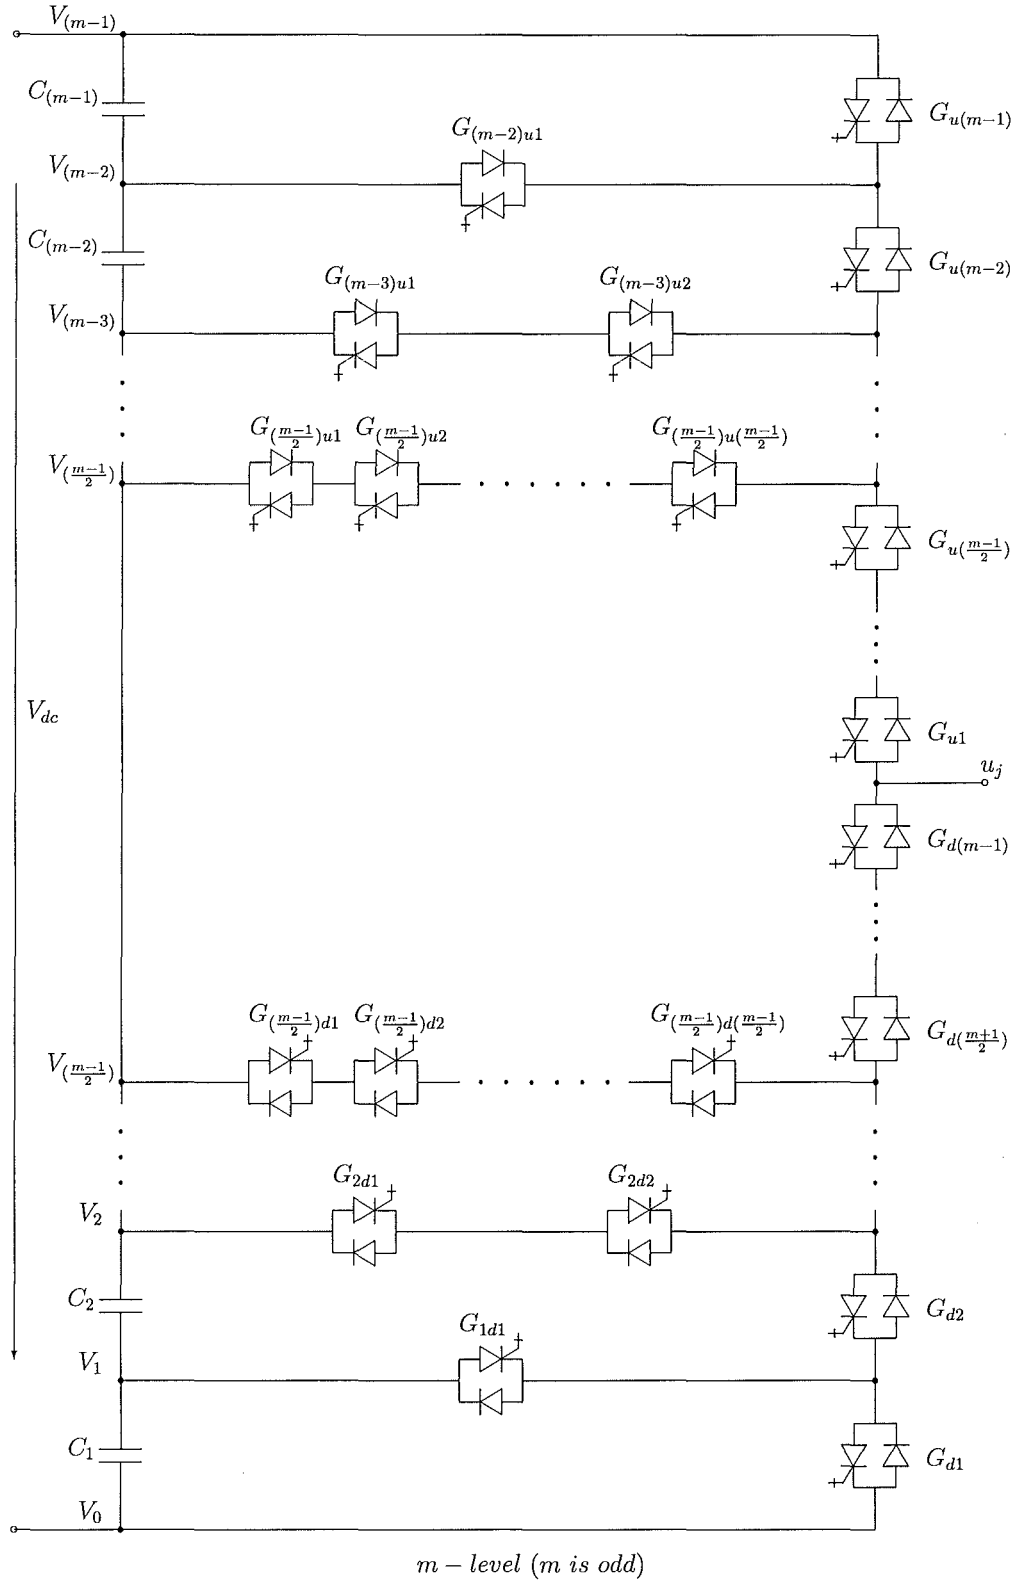 V_{(m-1)}
C_{(m-1)}
G_{u(m-1)}
G_{(m-2)u1}
V_{(m-2)}
C_{(m-2)}
G_{u(m-2)}
G_{(m-3)u1} G_{(m-3)u2}
V_{(m-3)}
G_{(\frac{m-1}{2})u1} G_{(\frac{m-1}{2})u2} G_{(\frac{m-1}{2})u(\frac{m-1}{2})}
V_{(\frac{m-1}{2})}
G_{u(\frac{m-1}{2})}
V_{dc}
G_{u1}
u_j
G_{d(m-1)}
G_{(\frac{m-1}{2})d1} G_{(\frac{m-1}{2})d2} G_{(\frac{m-1}{2})d(\frac{m-1}{2})}
G_{d(\frac{m+1}{2})}
V_{(\frac{m-1}{2})}
G_{2d1} G_{2d2}
V_2
C_2
G_{d2}
G_{1d1}
V_1
C_1
G_{d1}
V_0
m - level (m is odd)